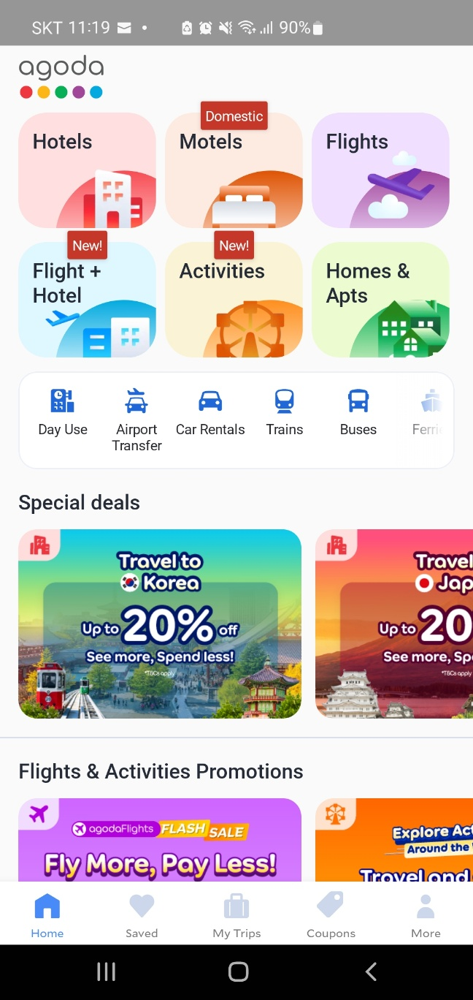 SKT 11:19
90%
agoda
Domestic
Hotels
Motels
Flights
New!
New!
Flight +
Hotel
Activities
Homes &
Apts
Day Use
Airport
Transfer
Car Rentals
Trains
Buses
Ferri
Special deals
Travel to
Korea
Up to 20% off
See more, Spend less!
*T&Cs apply
Travel
Jap
Up to 20
See more, Spe
*T&Cs apply
Flights & Activities Promotions
agodaFlights FLASH SALE
Fly More, Pay Less!
Explore Act
Around the
Travel and
Home
Saved
My Trips
Coupons
More